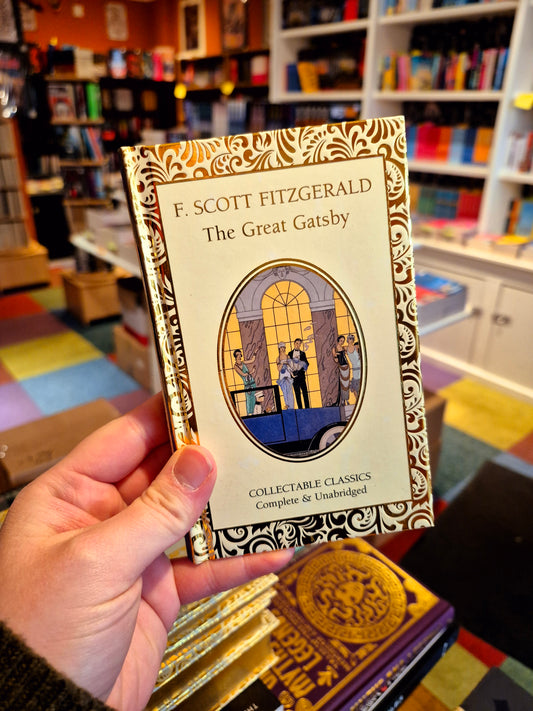 F. SCOTT FITZGERALD
The Great Gatsby
COLLECTABLE CLASSICS
Complete & Unabridged